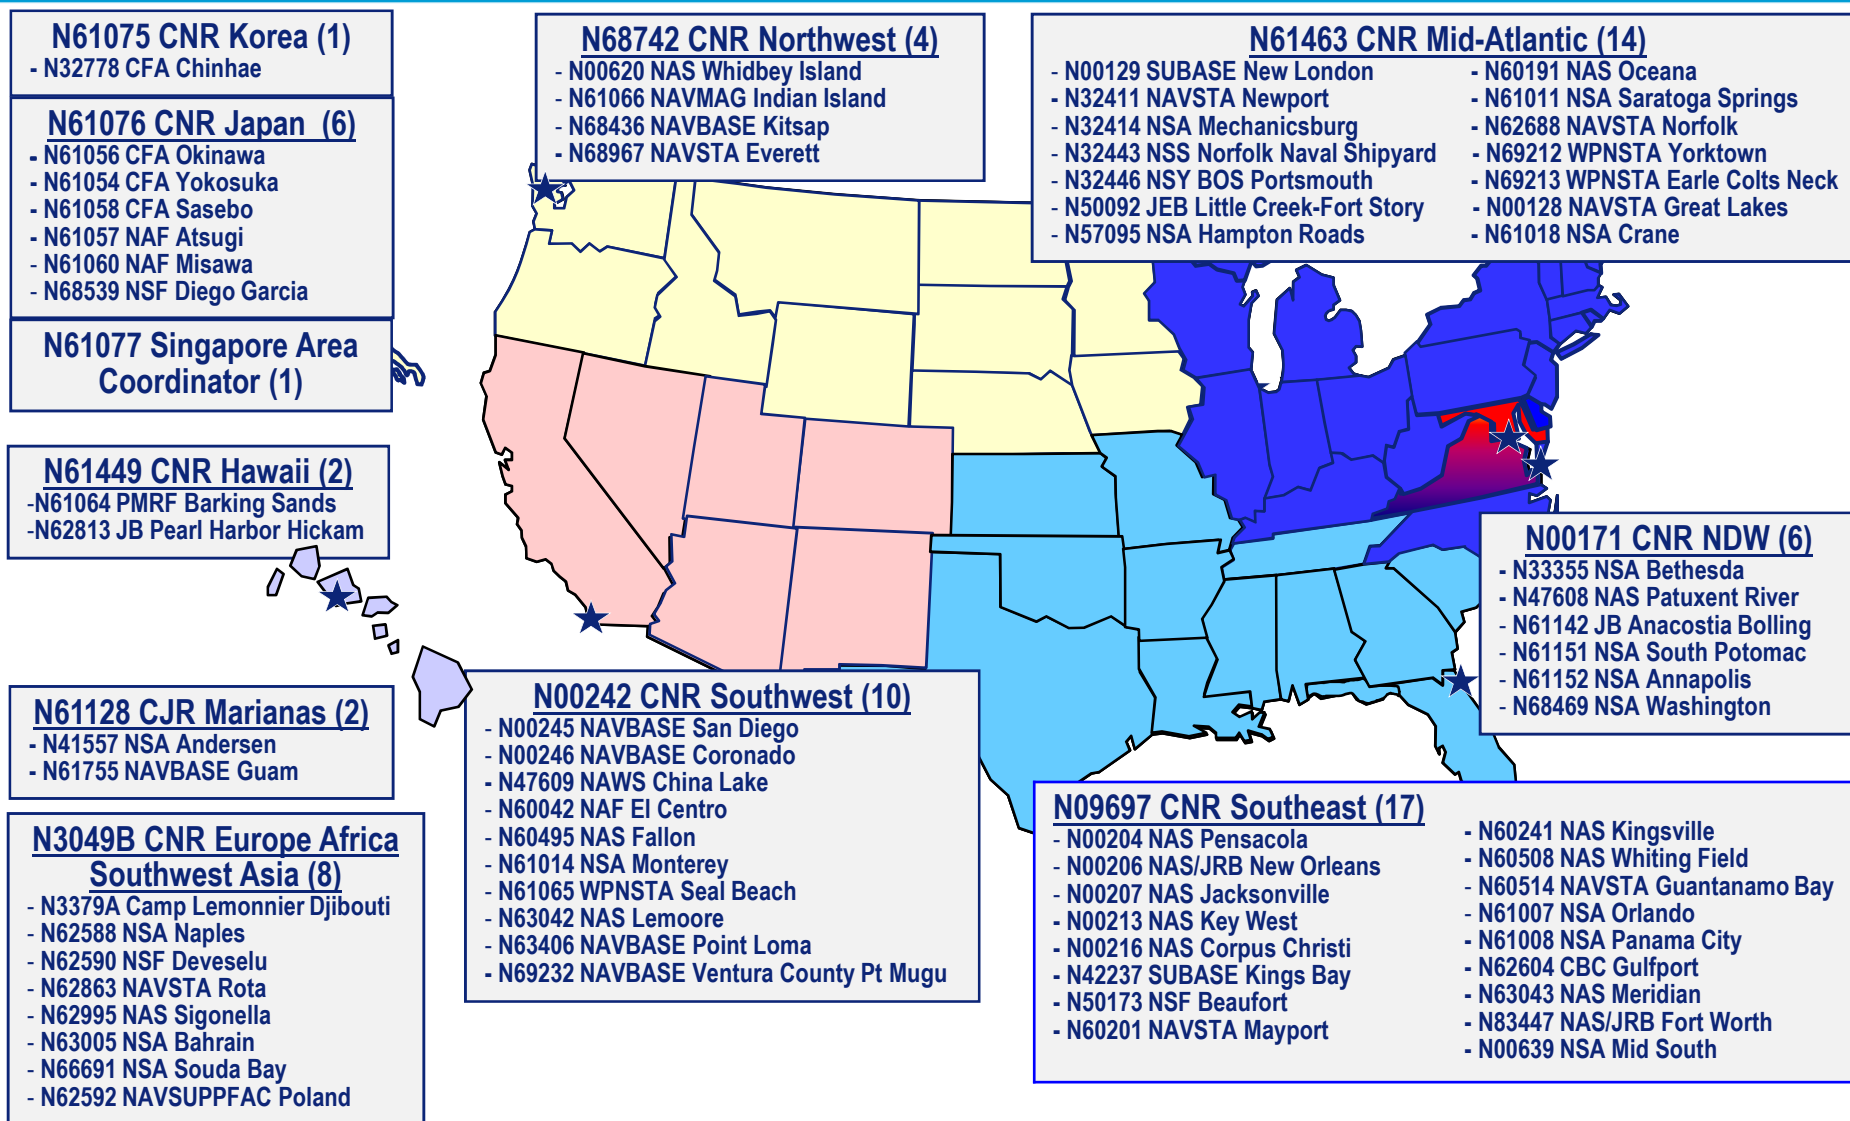 N61075 CNR Korea (1)
- N32778 CFA Chinhae
N61076 CNR Japan (6)
- N61056 CFA Okinawa
- N61054 CFA Yokosuka
- N61058 CFA Sasebo
- N61057 NAF Atsugi
- N61060 NAF Misawa
- N68539 NSF Diego Garcia
N61077 Singapore Area
Coordinator (1)
N61449 CNR Hawaii (2)
-N61064 PMRF Barking Sands
-N62813 JB Pearl Harbor Hickam
N61128 CJR Marianas (2)
- N41557 NSA Andersen
- N61755 NAVBASE Guam
N3049B CNR Europe Africa
Southwest Asia (8)
- N3379A Camp Lemonnier Djibouti
- N62588 NSA Naples
- N62590 NSF Deveselu
- N62863 NAVSTA Rota
- N62995 NAS Sigonella
- N63005 NSA Bahrain
- N66691 NSA Souda Bay
- N62592 NAVSUPPFAC Poland
N68742 CNR Northwest (4)
- N00620 NAS Whidbey Island
- N61066 NAVMAG Indian Island
- N68436 NAVBASE Kitsap
- N68967 NAVSTA Everett
N00242 CNR Southwest (10)
- N00245 NAVBASE San Diego
- N00246 NAVBASE Coronado
- N47609 NAWS China Lake
- N60042 NAF El Centro
- N60495 NAS Fallon
- N61014 NSA Monterey
- N61065 WPNSTA Seal Beach
- N63042 NAS Lemoore
- N63406 NAVBASE Point Loma
- N69232 NAVBASE Ventura County Pt Mugu
N61463 CNR Mid-Atlantic (14)
- N00129 SUBASE New London
- N32411 NAVSTA Newport
- N32414 NSA Mechanicsburg
- N32443 NSS Norfolk Naval Shipyard
- N32446 NSY BOS Portsmouth
- N50092 JEB Little Creek-Fort Story
- N57095 NSA Hampton Roads
- N60191 NAS Oceana
- N61011 NSA Saratoga Springs
- N62688 NAVSTA Norfolk
- N69212 WPNSTA Yorktown
- N69213 WPNSTA Earle Colts Neck
- N00128 NAVSTA Great Lakes
- N61018 NSA Crane
N00171 CNR NDW (6)
- N33355 NSA Bethesda
- N47608 NAS Patuxent River
- N61142 JB Anacostia Bolling
- N61151 NSA South Potomac
- N61152 NSA Annapolis
- N68469 NSA Washington
N09697 CNR Southeast (17)
- N00204 NAS Pensacola
- N00206 NAS/JRB New Orleans
- N00207 NAS Jacksonville
- N00213 NAS Key West
- N00216 NAS Corpus Christi
- N42237 SUBASE Kings Bay
- N50173 NSF Beaufort
- N60201 NAVSTA Mayport
- N60241 NAS Kingsville
- N60508 NAS Whiting Field
- N60514 NAVSTA Guantanamo Bay
- N61007 NSA Orlando
- N61008 NSA Panama City
- N62604 CBC Gulfport
- N63043 NAS Meridian
- N83447 NAS/JRB Fort Worth
- N00639 NSA Mid South